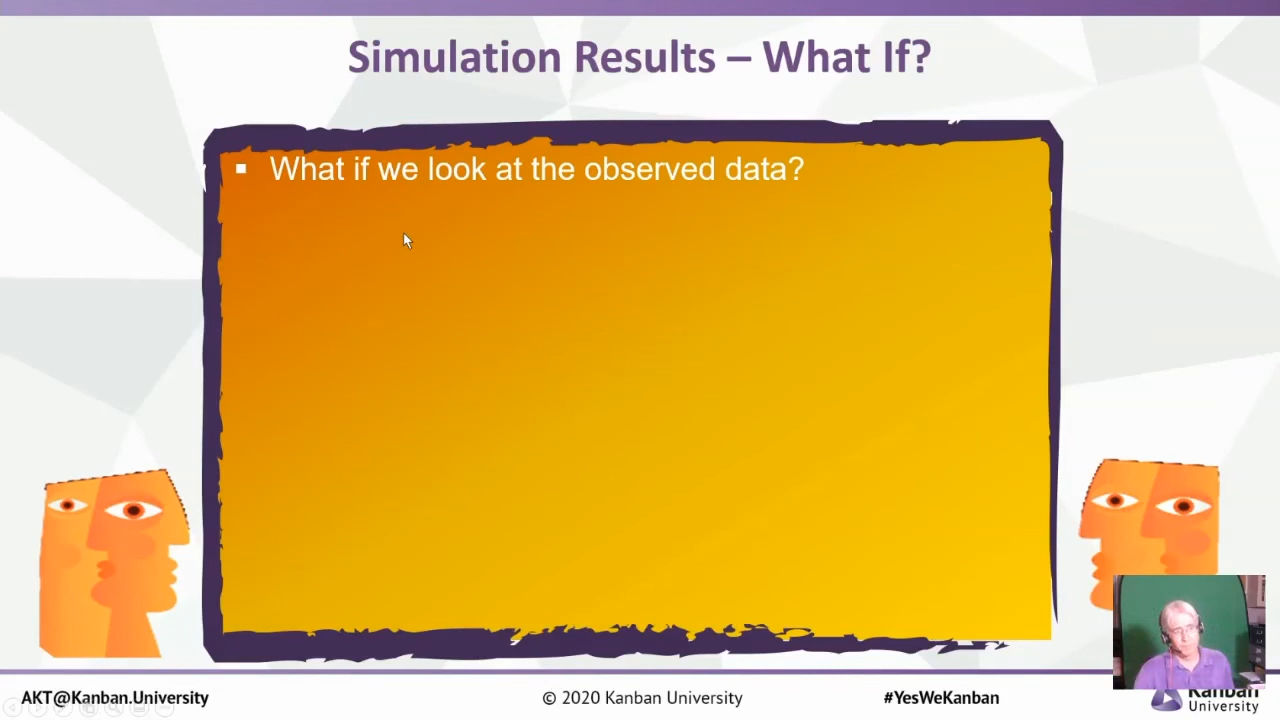 Simulation Results – What If?
▪ What if we look at the observed data?
AKT@Kanban.University
© 2020 Kanban University
#YesWeKanban
Kanban
University